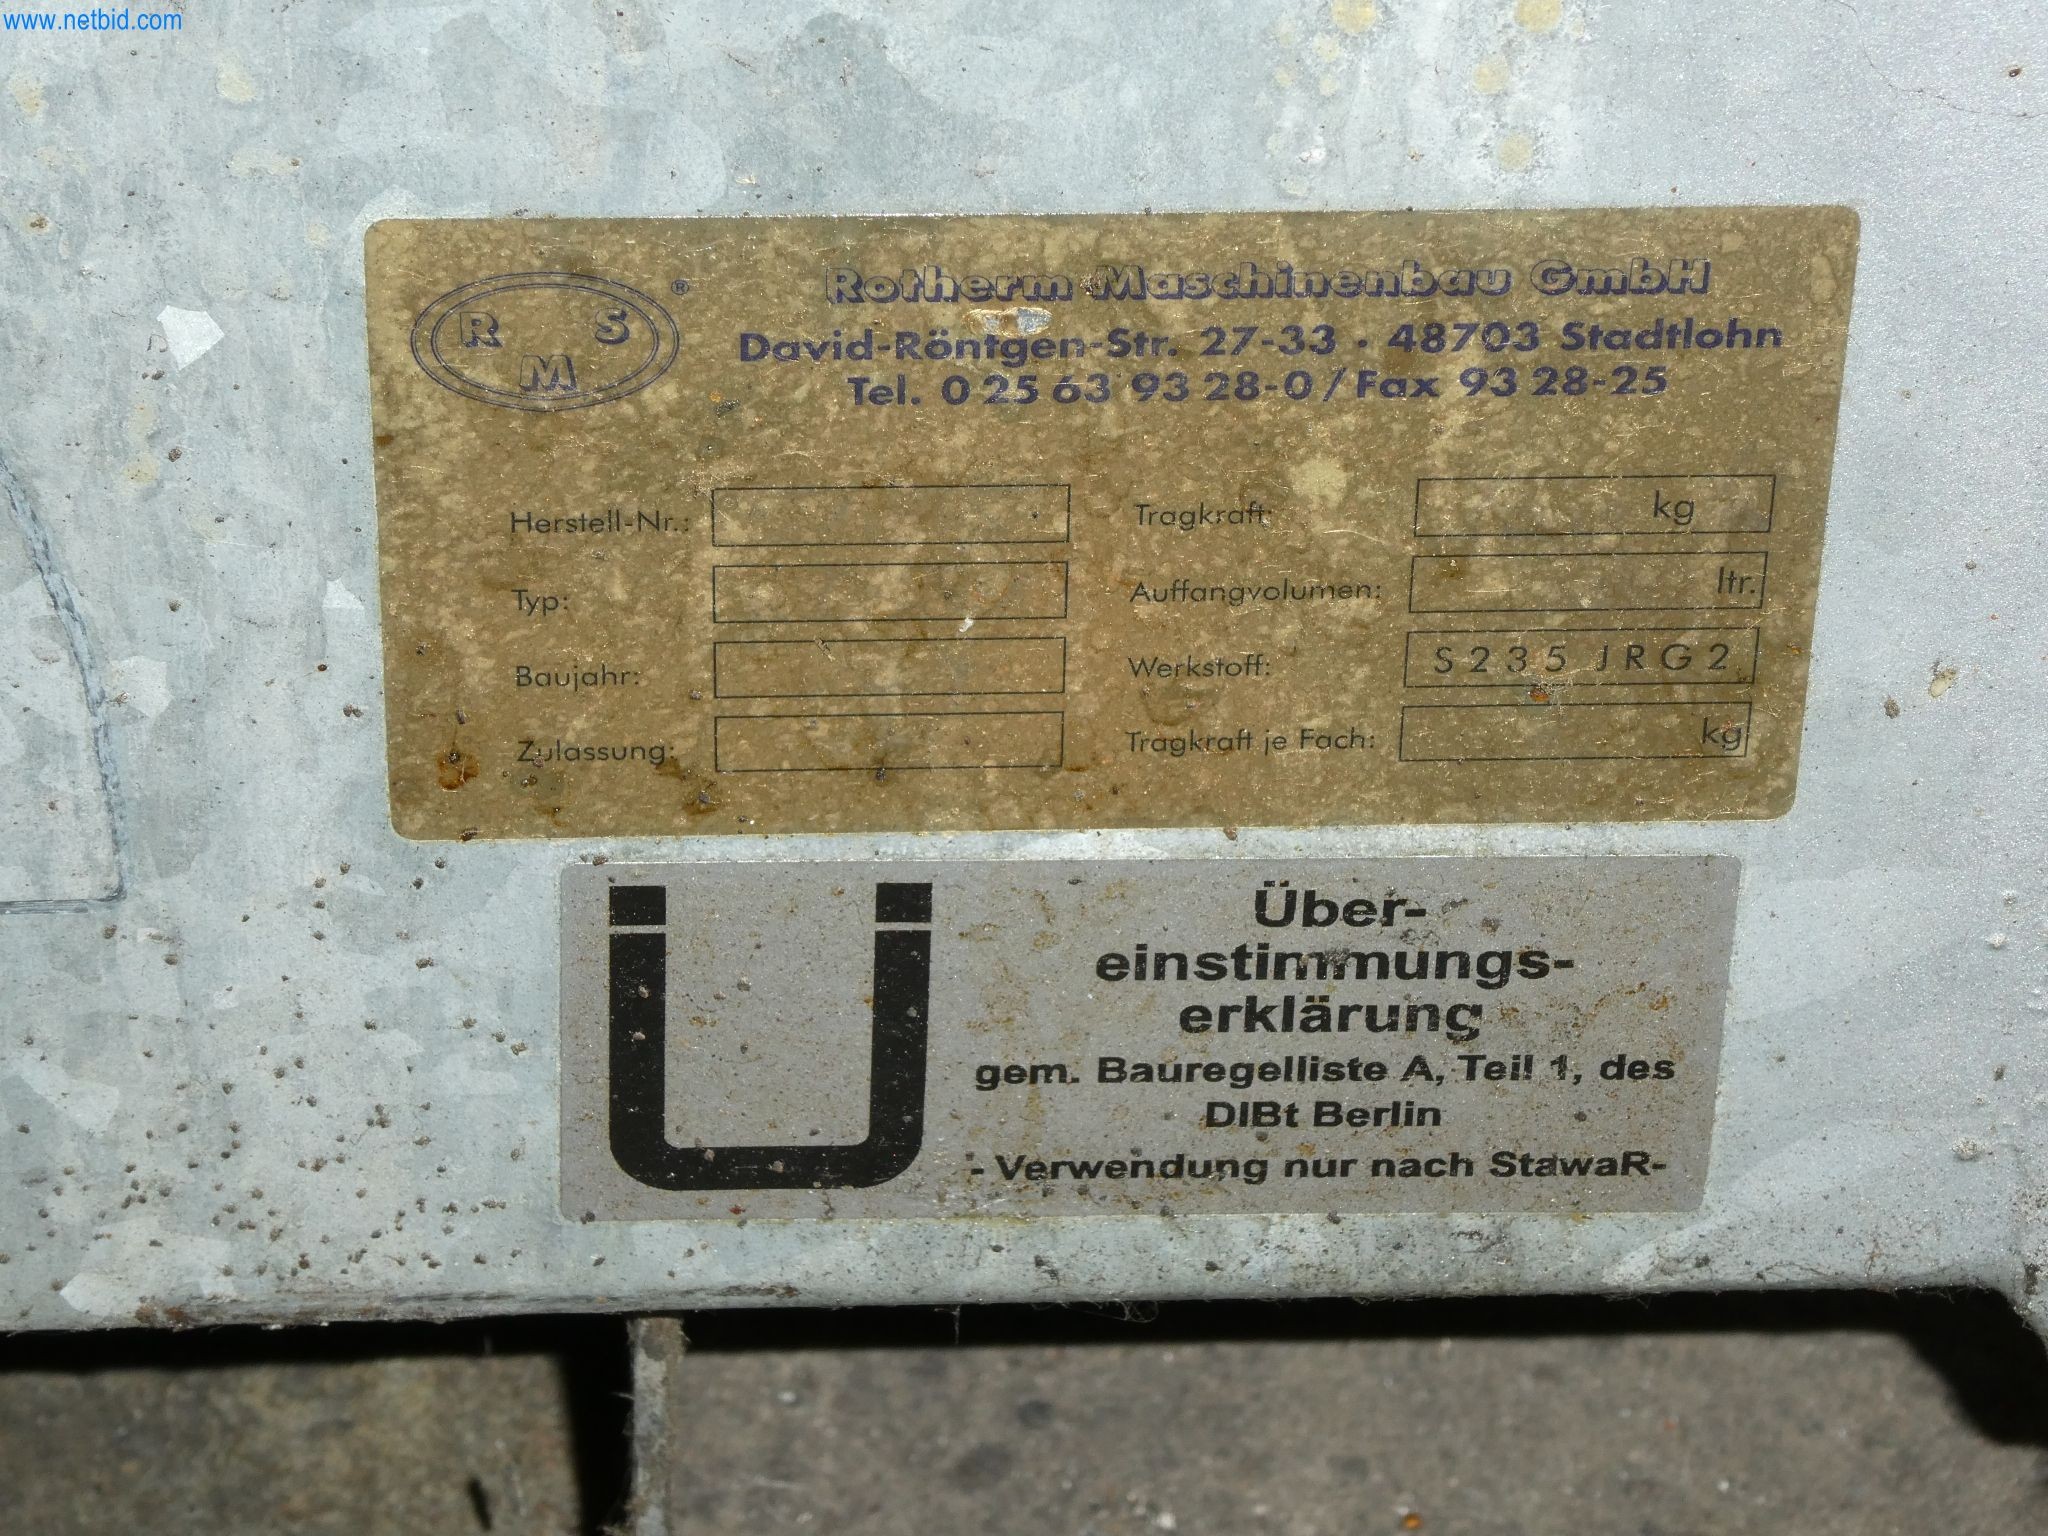 www.netbid.com
R M S ®
Rotherm Maschinenbau GmbH
David-Röntgen-Str. 27-33 · 48703 Stadtlohn
Tel. 0 25 63 93 28-0 / Fax 93 28-25
Herstell-Nr.:
Typ:
Baujahr:
Zulassung:
Tragkraft: kg
Auffangvolumen: ltr.
Werkstoff: S 2 3 5 J R G 2
Tragkraft je Fach: kg
Ü
Über-
einstimmungs-
erklärung
gem. Bauregelliste A, Teil 1, des
DIBt Berlin
- Verwendung nur nach StawaR-